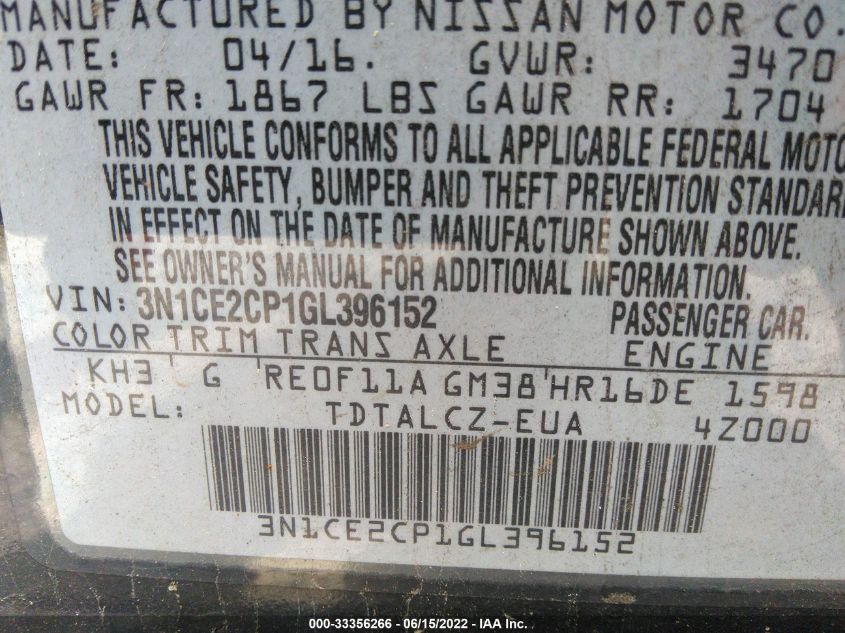 MANUFACTURED BY NISSAN MOTOR CO.
DATE: 04/16. GVWR: 3470
GAWR FR: 1867 LBS GAWR RR: 1704
THIS VEHICLE CONFORMS TO ALL APPLICABLE FEDERAL MOTO
VEHICLE SAFETY, BUMPER AND THEFT PREVENTION STANDAR
IN EFFECT ON THE DATE OF MANUFACTURE SHOWN ABOVE.
SEE OWNER'S MANUAL FOR ADDITIONAL INFORMATION.
VIN: 3N1CE2CP1GL396152 PASSENGER CAR.
COLOR TRIM TRANS AXLE ENGINE
KH3 G RE0F11A GM38 HR16DE 1598
MODEL: TDTALCZ-EUA 4Z000
3N1CE2CP1GL396152
000-33356266 - 06/15/2022 - IAA Inc.